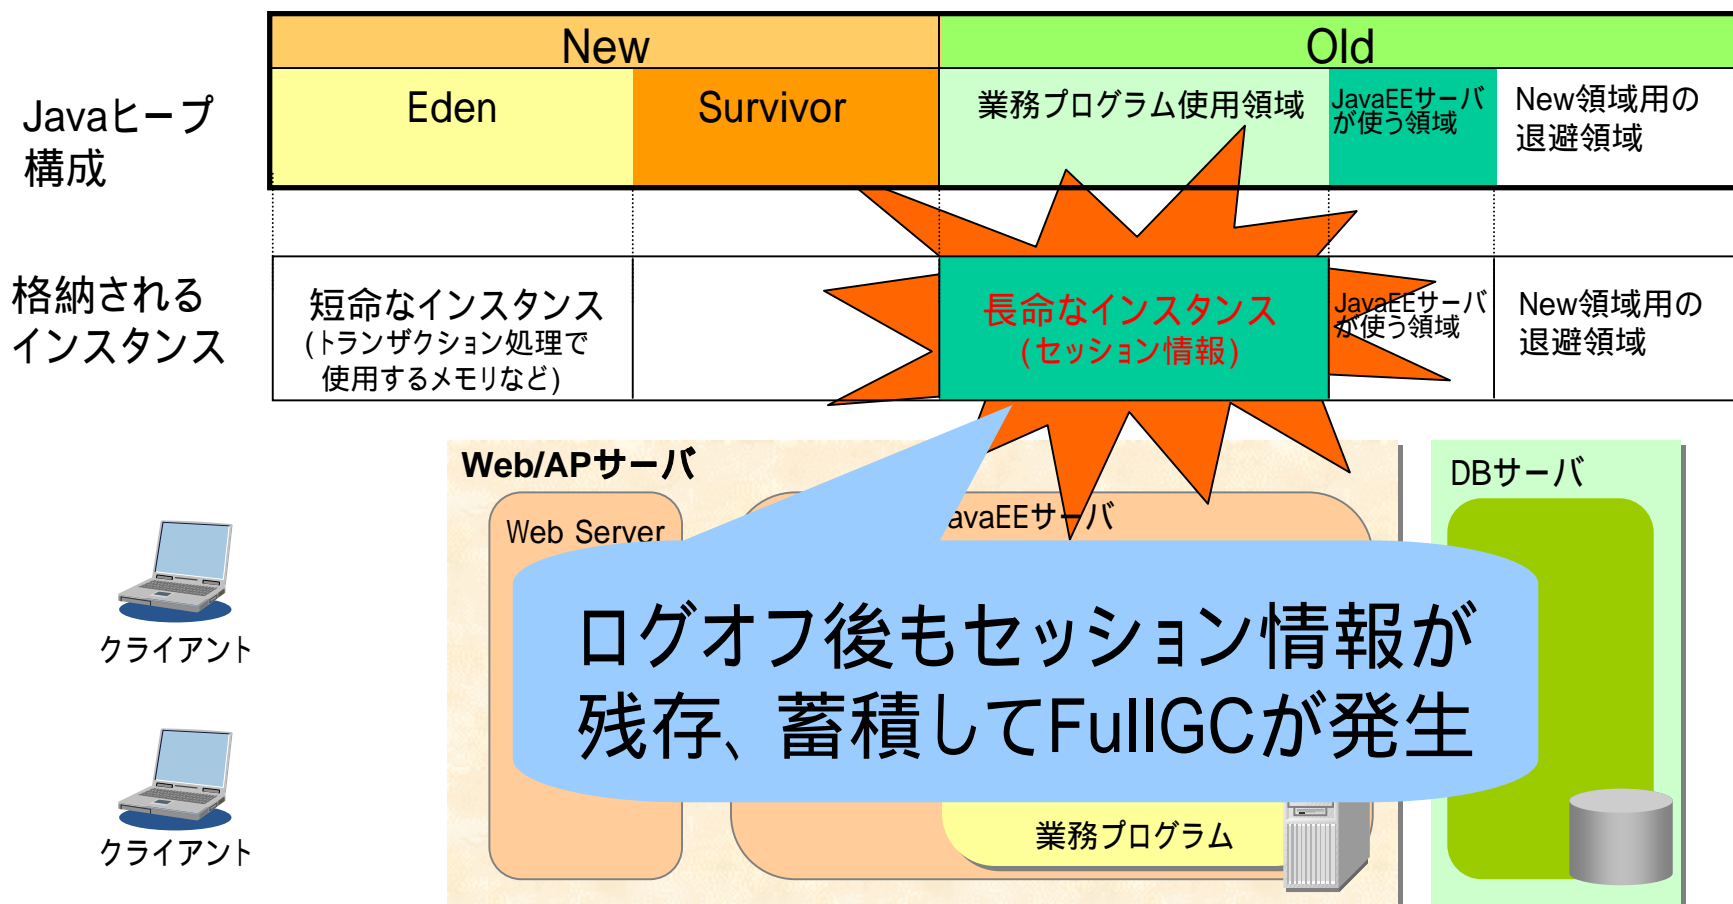 New
Old
Javaヒープ
構成
Eden
Survivor
業務プログラム使用領域
JavaEEサーバ
が使う領域
New領域用の
退避領域
格納される
インスタンス
短命なインスタンス
(トランザクション処理で
使用するメモリなど)
長命なインスタンス
(セッション情報)
JavaEEサーバ
が使う領域
New領域用の
退避領域
Web/APサーバ
DBサーバ
Web Server
avaEEサーバ
ログオフ後もセッション情報が
残存、蓄積してFullGCが発生
クライアント
クライアント
業務プログラム